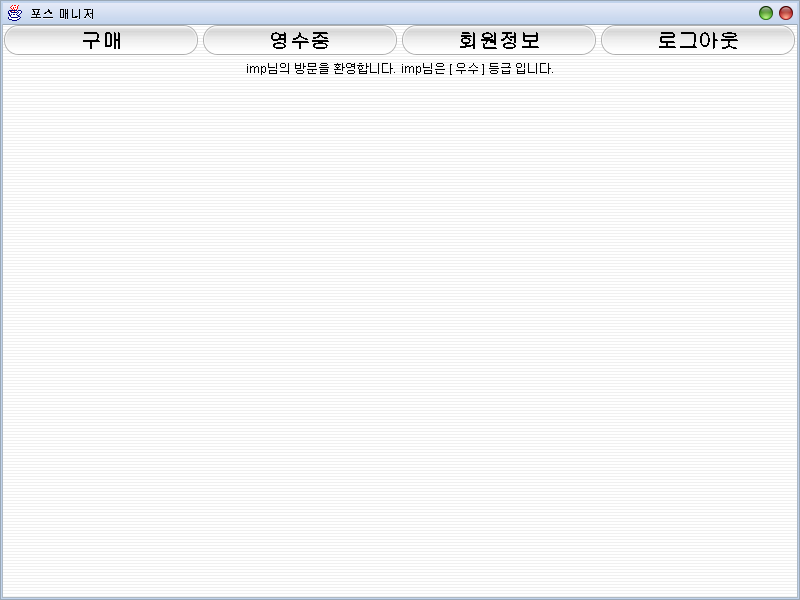 포스 매니저
구매 영수증 회원정보 로그아웃
imp님의 방문을 환영합니다. imp님은 [ 우수 ] 등급 입니다.